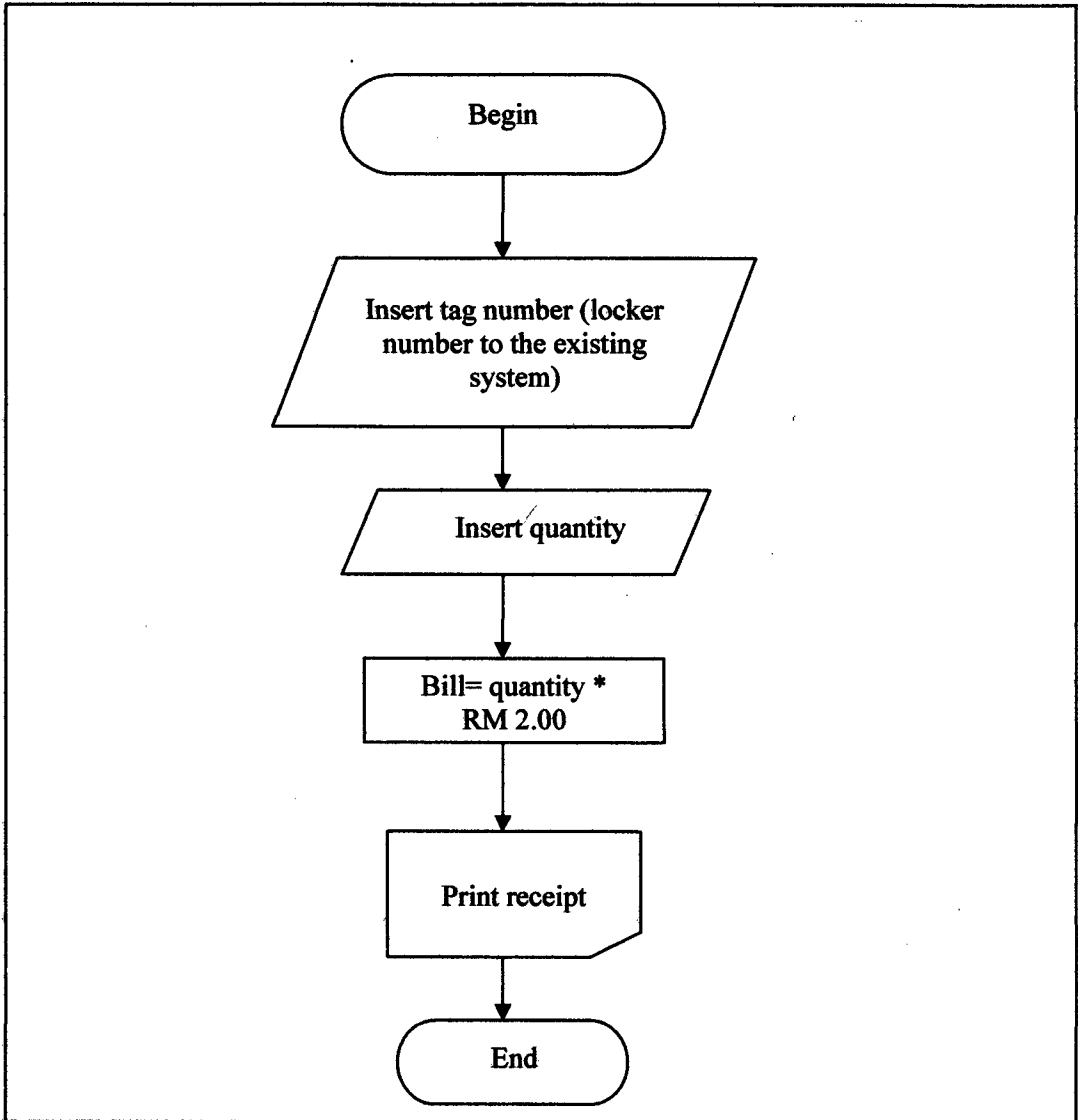 Begin
Insert tag number (locker
number to the existing
system)
Insert quantity
Bill= quantity *
RM 2.00
Print receipt
End